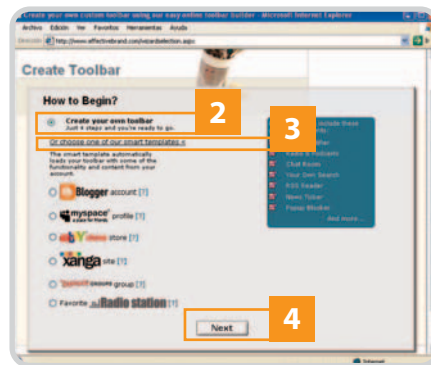 Create your own custom toolbar using our easy online toolbar builder - Microsoft Internet Explorer
Archivo Edición Ver Favoritos Herramientas Ayuda
http://www.effectivebrand.com/wizardselection.aspx
Create Toolbar
How to Begin?
2
Create your own toolbar
Just 4 steps and you're ready to go.
3
Or choose one of our smart templates
The smart template automatically
loads your toolbar with some of the
functionality and content from your
account.
include these
Radio & Podcasts
Chat Room
Your Own Search
RSS Reader
News Ticker
Popup Blocker
And more...
Blogger account [?]
myspace profile [?]
store [?]
xanga site [?]
group [?]
Favorite Radio station [?]
4
Next
Internet